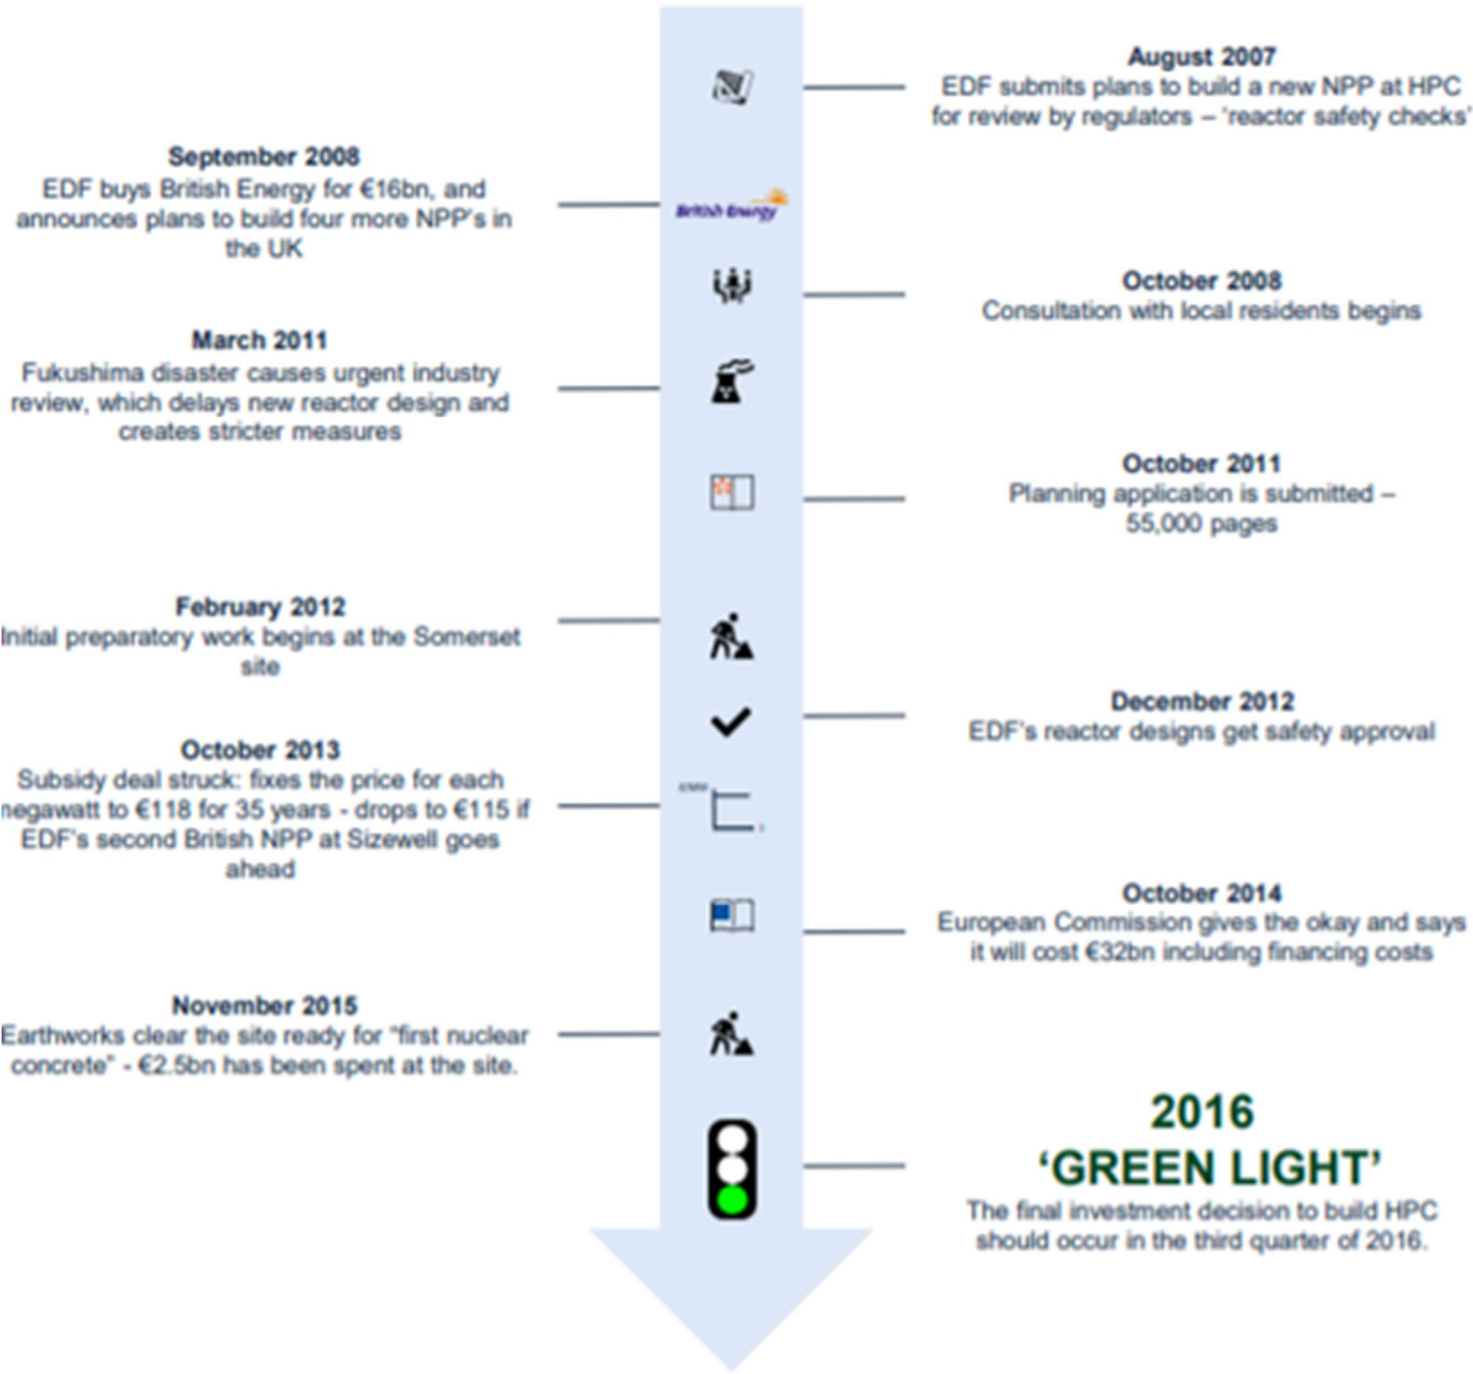 August 2007
EDF submits plans to build a new NPP at HPC
for review by regulators – 'reactor safety checks'
September 2008
EDF buys British Energy for €16bn, and
announces plans to build four more NPP's in
the UK
British Energy
October 2008
Consultation with local residents begins
March 2011
Fukushima disaster causes urgent industry
review, which delays new reactor design and
creates stricter measures
October 2011
Planning application is submitted –
55,000 pages
February 2012
Initial preparatory work begins at the Somerset
site
December 2012
EDF's reactor designs get safety approval
October 2013
Subsidy deal struck: fixes the price for each
megawatt to €118 for 35 years - drops to €115 if
EDF's second British NPP at Sizewell goes
ahead
October 2014
European Commission gives the okay and says
it will cost €32bn including financing costs
November 2015
Earthworks clear the site ready for "first nuclear
concrete" - €2.5bn has been spent at the site.
2016
'GREEN LIGHT'
The final investment decision to build HPC
should occur in the third quarter of 2016.